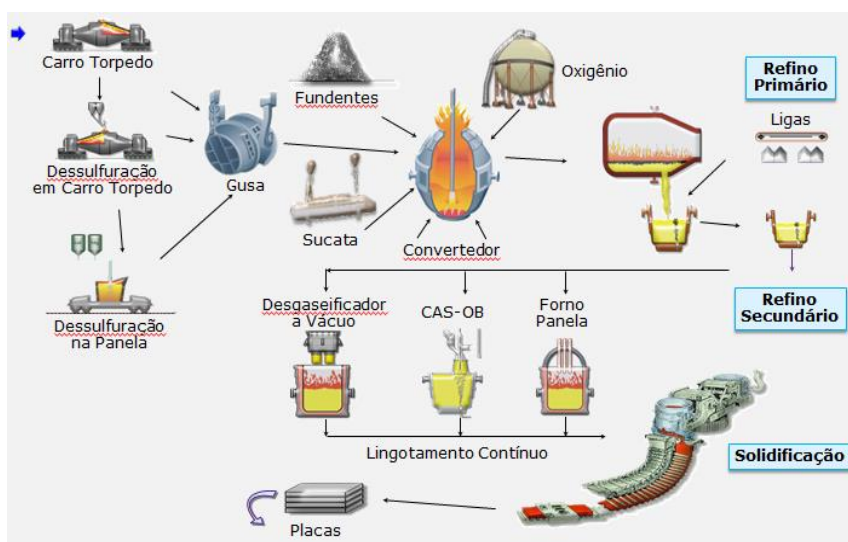 Carro Torpedo
Dessulfuração
em Carro Torpedo
Dessulfuração
na Panela
Gusa
Fundentes
Sucata
Oxigênio
Convertedor
Refino
Primário
Ligas
Refino
Secundário
Desgaseificador
a Vácuo
CAS-OB
Forno
Panela
Lingotamento Contínuo
Solidificação
Placas